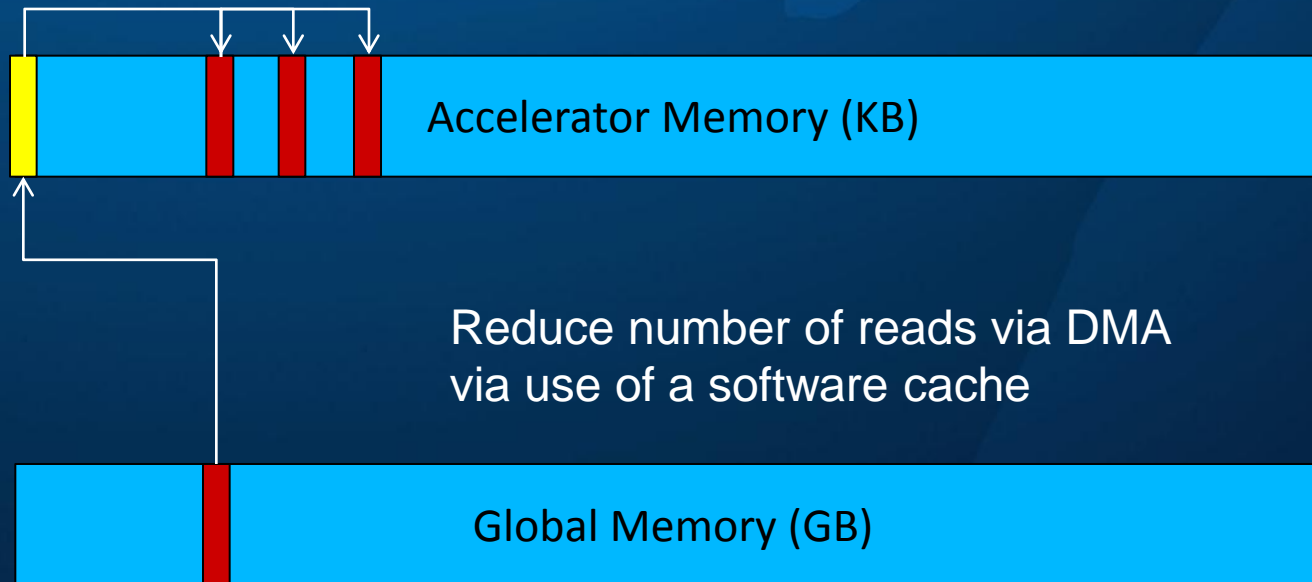 Accelerator Memory (KB)
Reduce number of reads via DMA
via use of a software cache
Global Memory (GB)